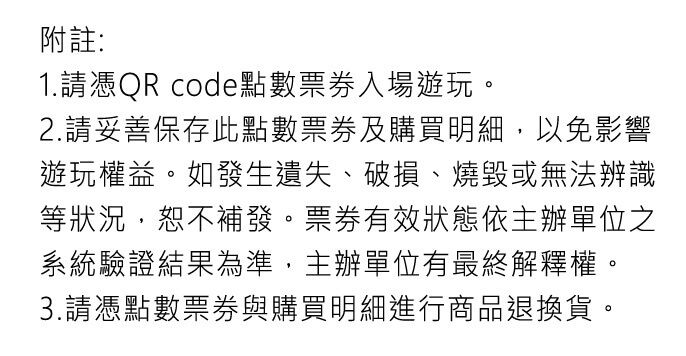 附註:
1.請憑QR code點數票券入場遊玩。
2.請妥善保存此點數票券及購買明細，以免影響
遊玩權益。如發生遺失、破損、燒毀或無法辨識
等狀況，恕不補發。票券有效狀態依主辦單位之
系統驗證結果為準，主辦單位有最終解釋權。
3.請憑點數票券與購買明細進行商品退換貨。